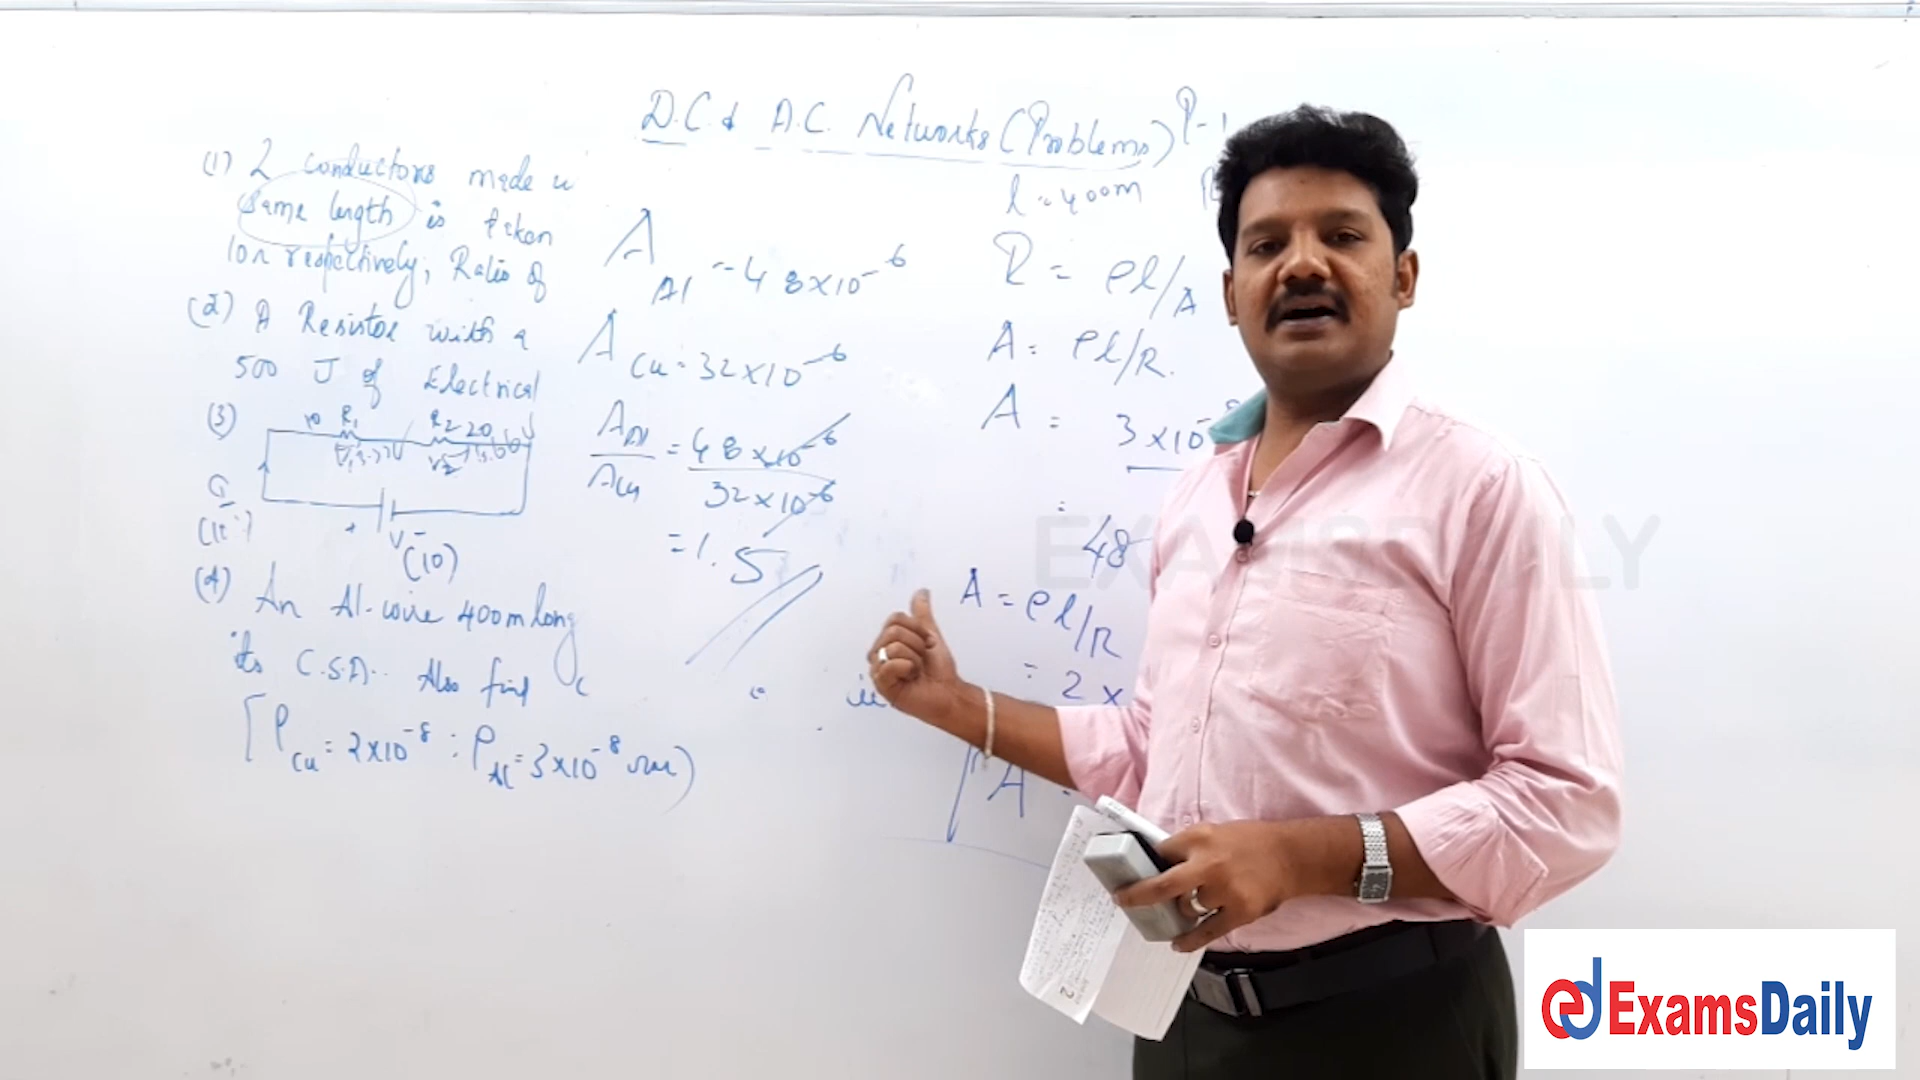 D.C & A.C. Networks (Problems) P-1
(1) 2 conductors made
Same length is taken
respectively, Ratio of
(2) A Resistor with a
500 J of Electrical
(3)
10 R1 R2 20
+ V -
(10)
(4) An Al-wire 400m long
its C.S.A. Also find
[ρCu = 2×10⁻⁸ : ρAl = 3×10⁻⁸ Ωm)
A Al = 48×10⁻⁶
A Cu = 32×10⁻⁶
A Al / A Cu = 48×10⁻⁶ / 32×10⁻⁶
= 1.5
l = 400m
R = ρl/A
A = ρl/R.
A = 3×10⁻⁸
= 48
A = ρl/R
= 2×
A =
EXAMSDAILY
ExamsDaily